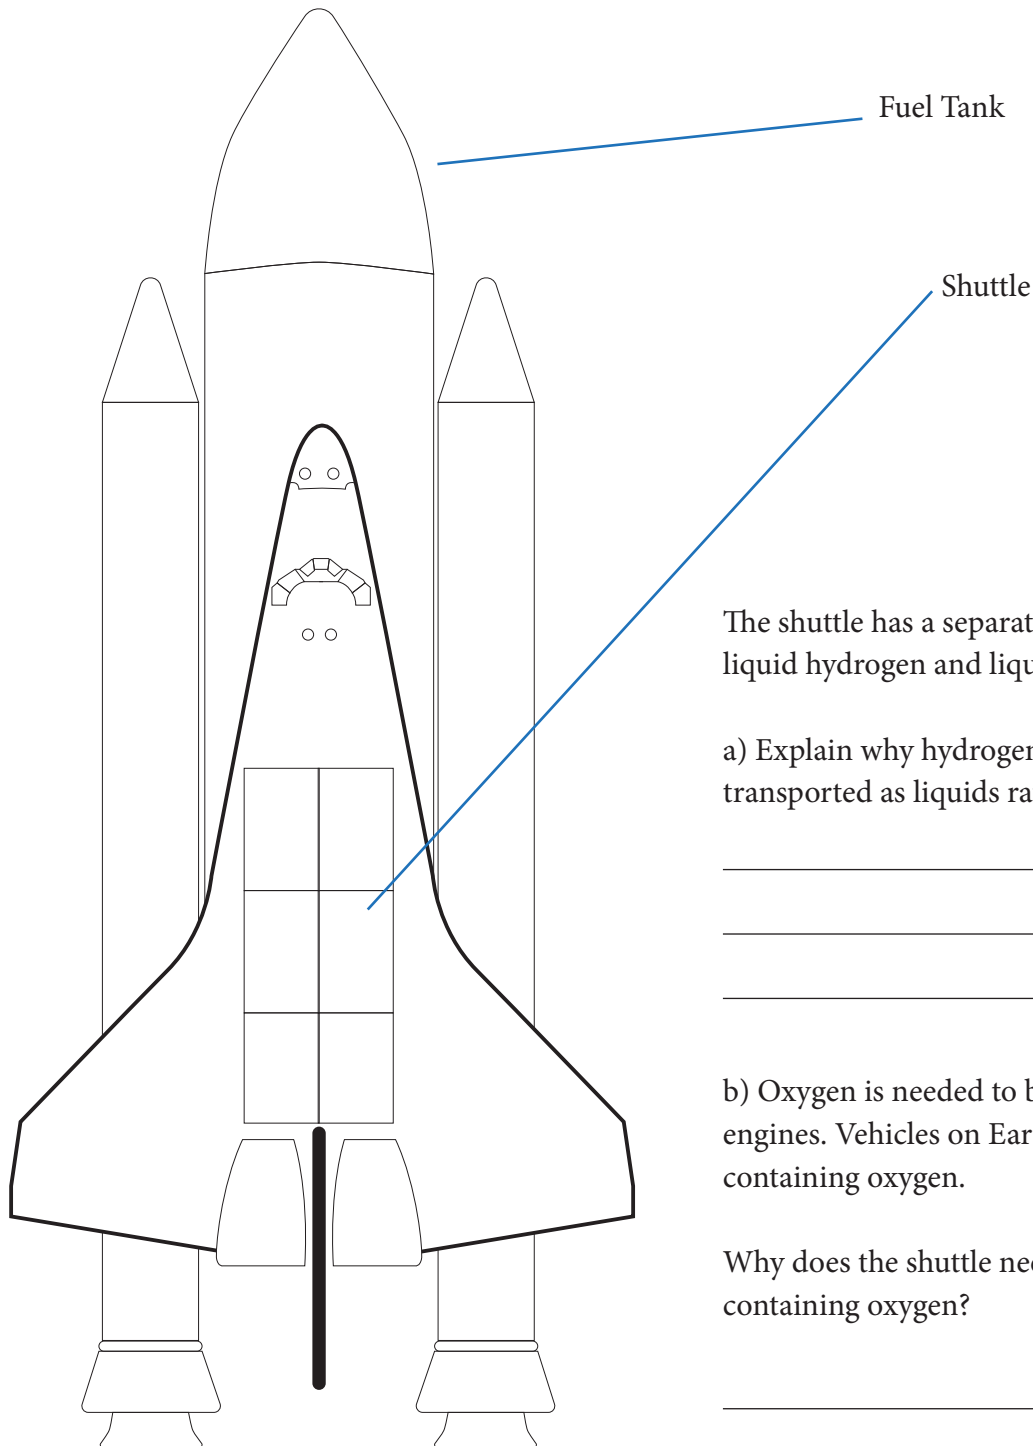 Fuel Tank
Shuttle
The shuttle has a separat
liquid hydrogen and liqu
a) Explain why hydrogen
transported as liquids ra
b) Oxygen is needed to b
engines. Vehicles on Ear
containing oxygen.
Why does the shuttle nee
containing oxygen?